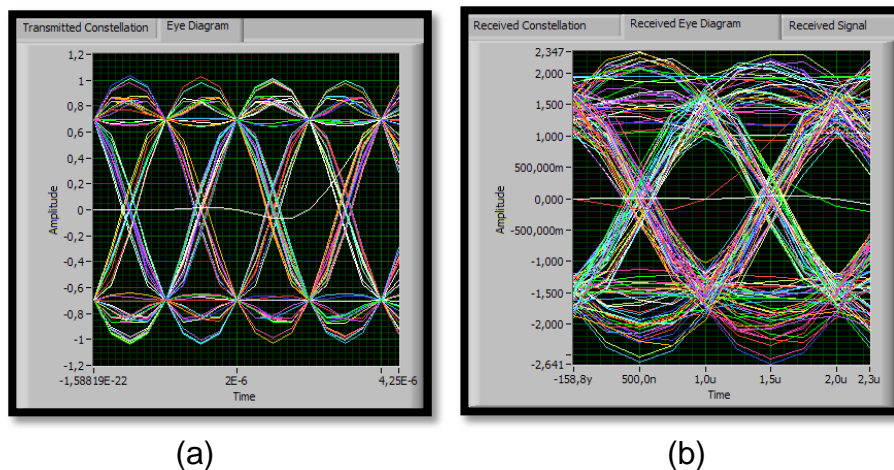 Transmitted Constellation Eye Diagram
1,2
1
0,8
0,6
0,4
0,2
0
-0,2
-0,4
-0,6
-0,8
-1
1,2
Amplitude
-1,58819E-22 2E-6 4,25E-6
Time
(a)
Received Constellation Received Eye Diagram Received Signal
2,347
2,000
1,500
1,000
500,000m
0,000
-500,000m
-1,000
-1,500
-2,000
-2,641
Amplitude
-158,8y 500,0n 1,0u 1,5u 2,0u 2,3u
Time
(b)